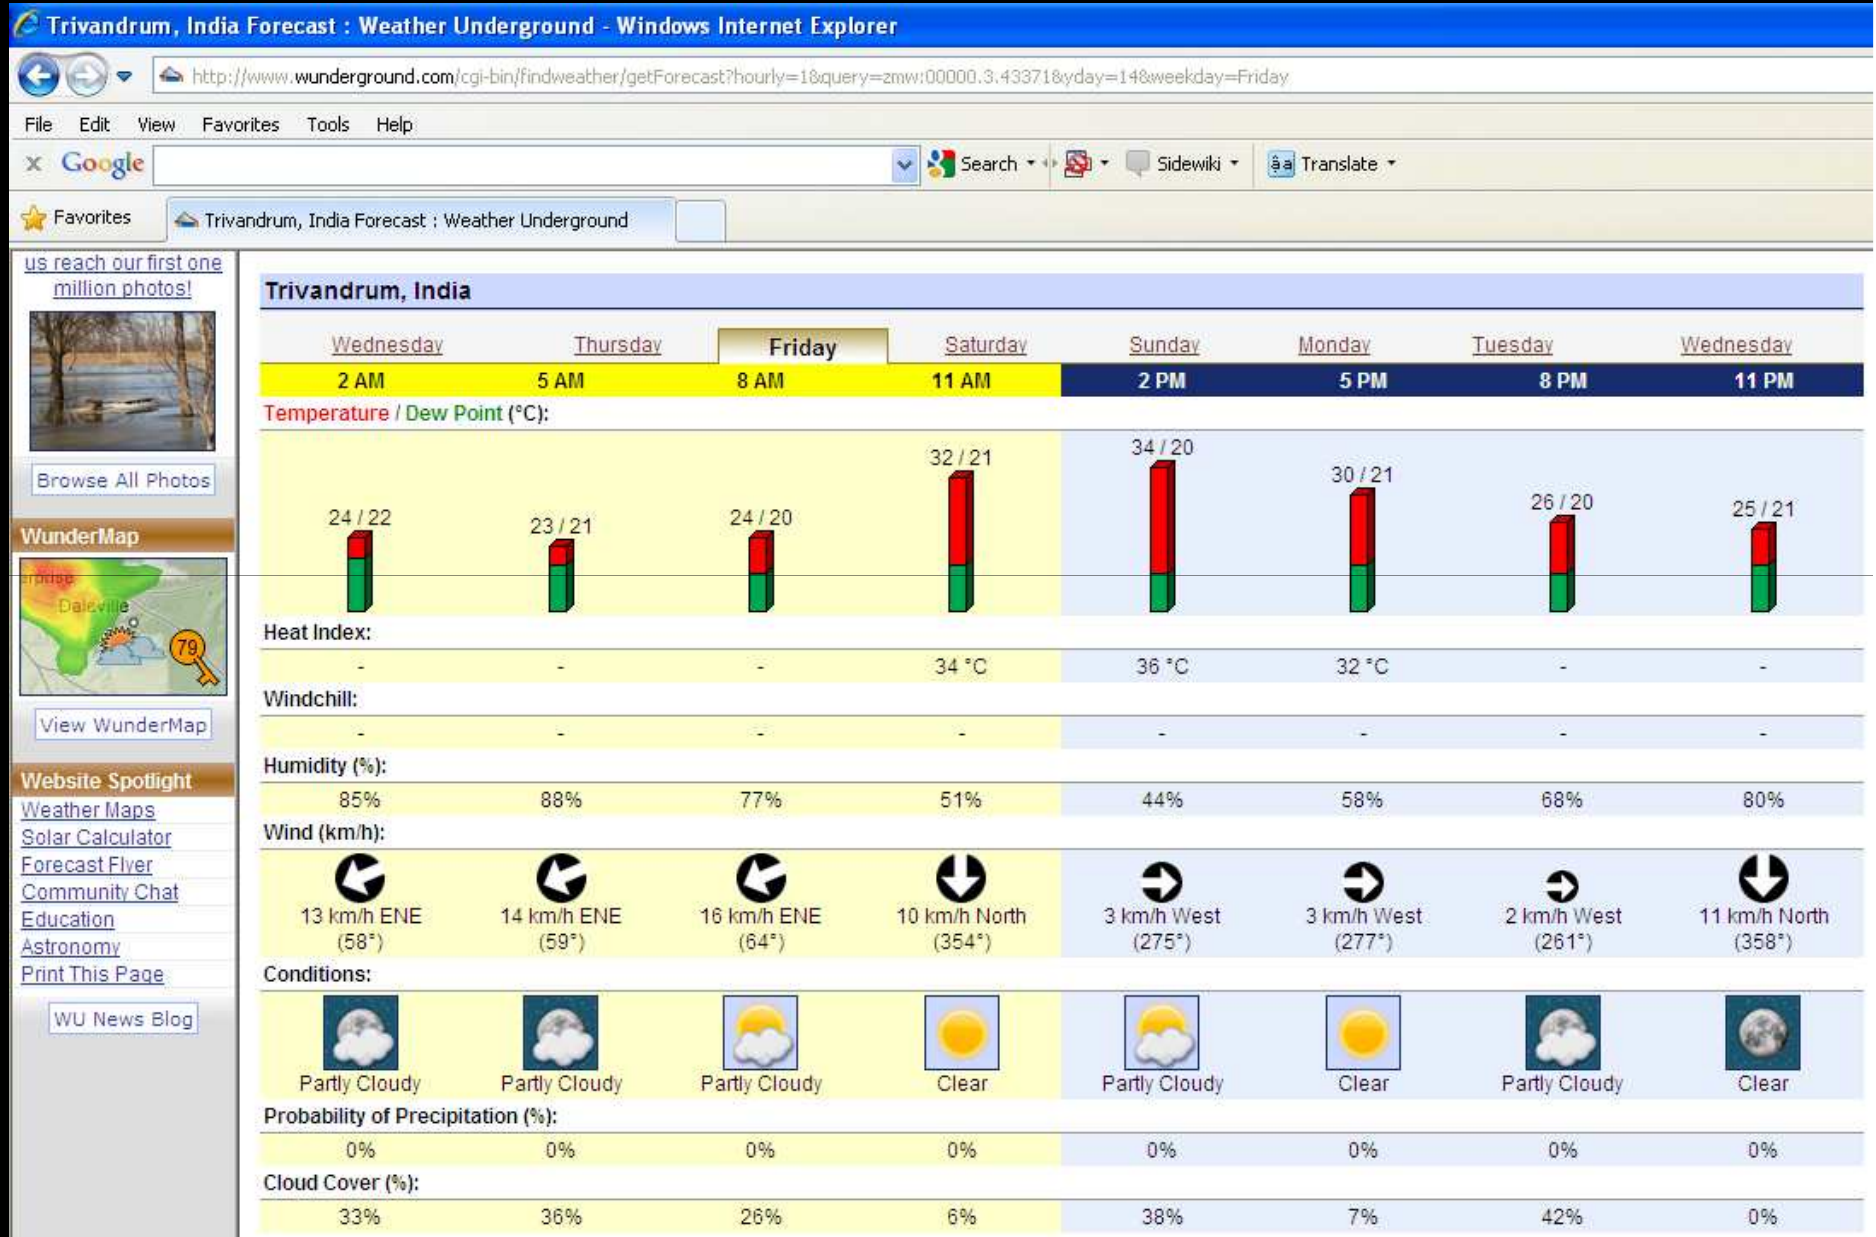 Trivandrum, India Forecast : Weather Underground - Windows Internet Explorer
http://www.wunderground.com/cgi-bin/findweather/getForecast?hourly=1&query=zmw:00000.3.43371&yday=14&weekday=Friday
File Edit View Favorites Tools Help
x Google Search Sidewiki âa Translate
Favorites Trivandrum, India Forecast : Weather Underground
us reach our first one
million photos!
Browse All Photos
WunderMap
erprise
Daleville
79
View WunderMap
Website Spotlight
Weather Maps
Solar Calculator
Forecast Flyer
Community Chat
Education
Astronomy
Print This Page
WU News Blog
Trivandrum, India
Wednesday Thursday Friday Saturday Sunday Monday Tuesday Wednesday
2 AM 5 AM 8 AM 11 AM 2 PM 5 PM 8 PM 11 PM
Temperature / Dew Point (°C):
24 / 22 23 / 21 24 / 20 32 / 21 34 / 20 30 / 21 26 / 20 25 / 21
Heat Index:
- - - 34 °C 36 °C 32 °C - -
Windchill:
- - - - - - - -
Humidity (%):
85% 88% 77% 51% 44% 58% 68% 80%
Wind (km/h):
13 km/h ENE 14 km/h ENE 16 km/h ENE 10 km/h North 3 km/h West 3 km/h West 2 km/h West 11 km/h North
(58°) (59°) (64°) (354°) (275°) (277°) (261°) (358°)
Conditions:
Partly Cloudy Partly Cloudy Partly Cloudy Clear Partly Cloudy Clear Partly Cloudy Clear
Probability of Precipitation (%):
0% 0% 0% 0% 0% 0% 0% 0%
Cloud Cover (%):
33% 36% 26% 6% 38% 7% 42% 0%